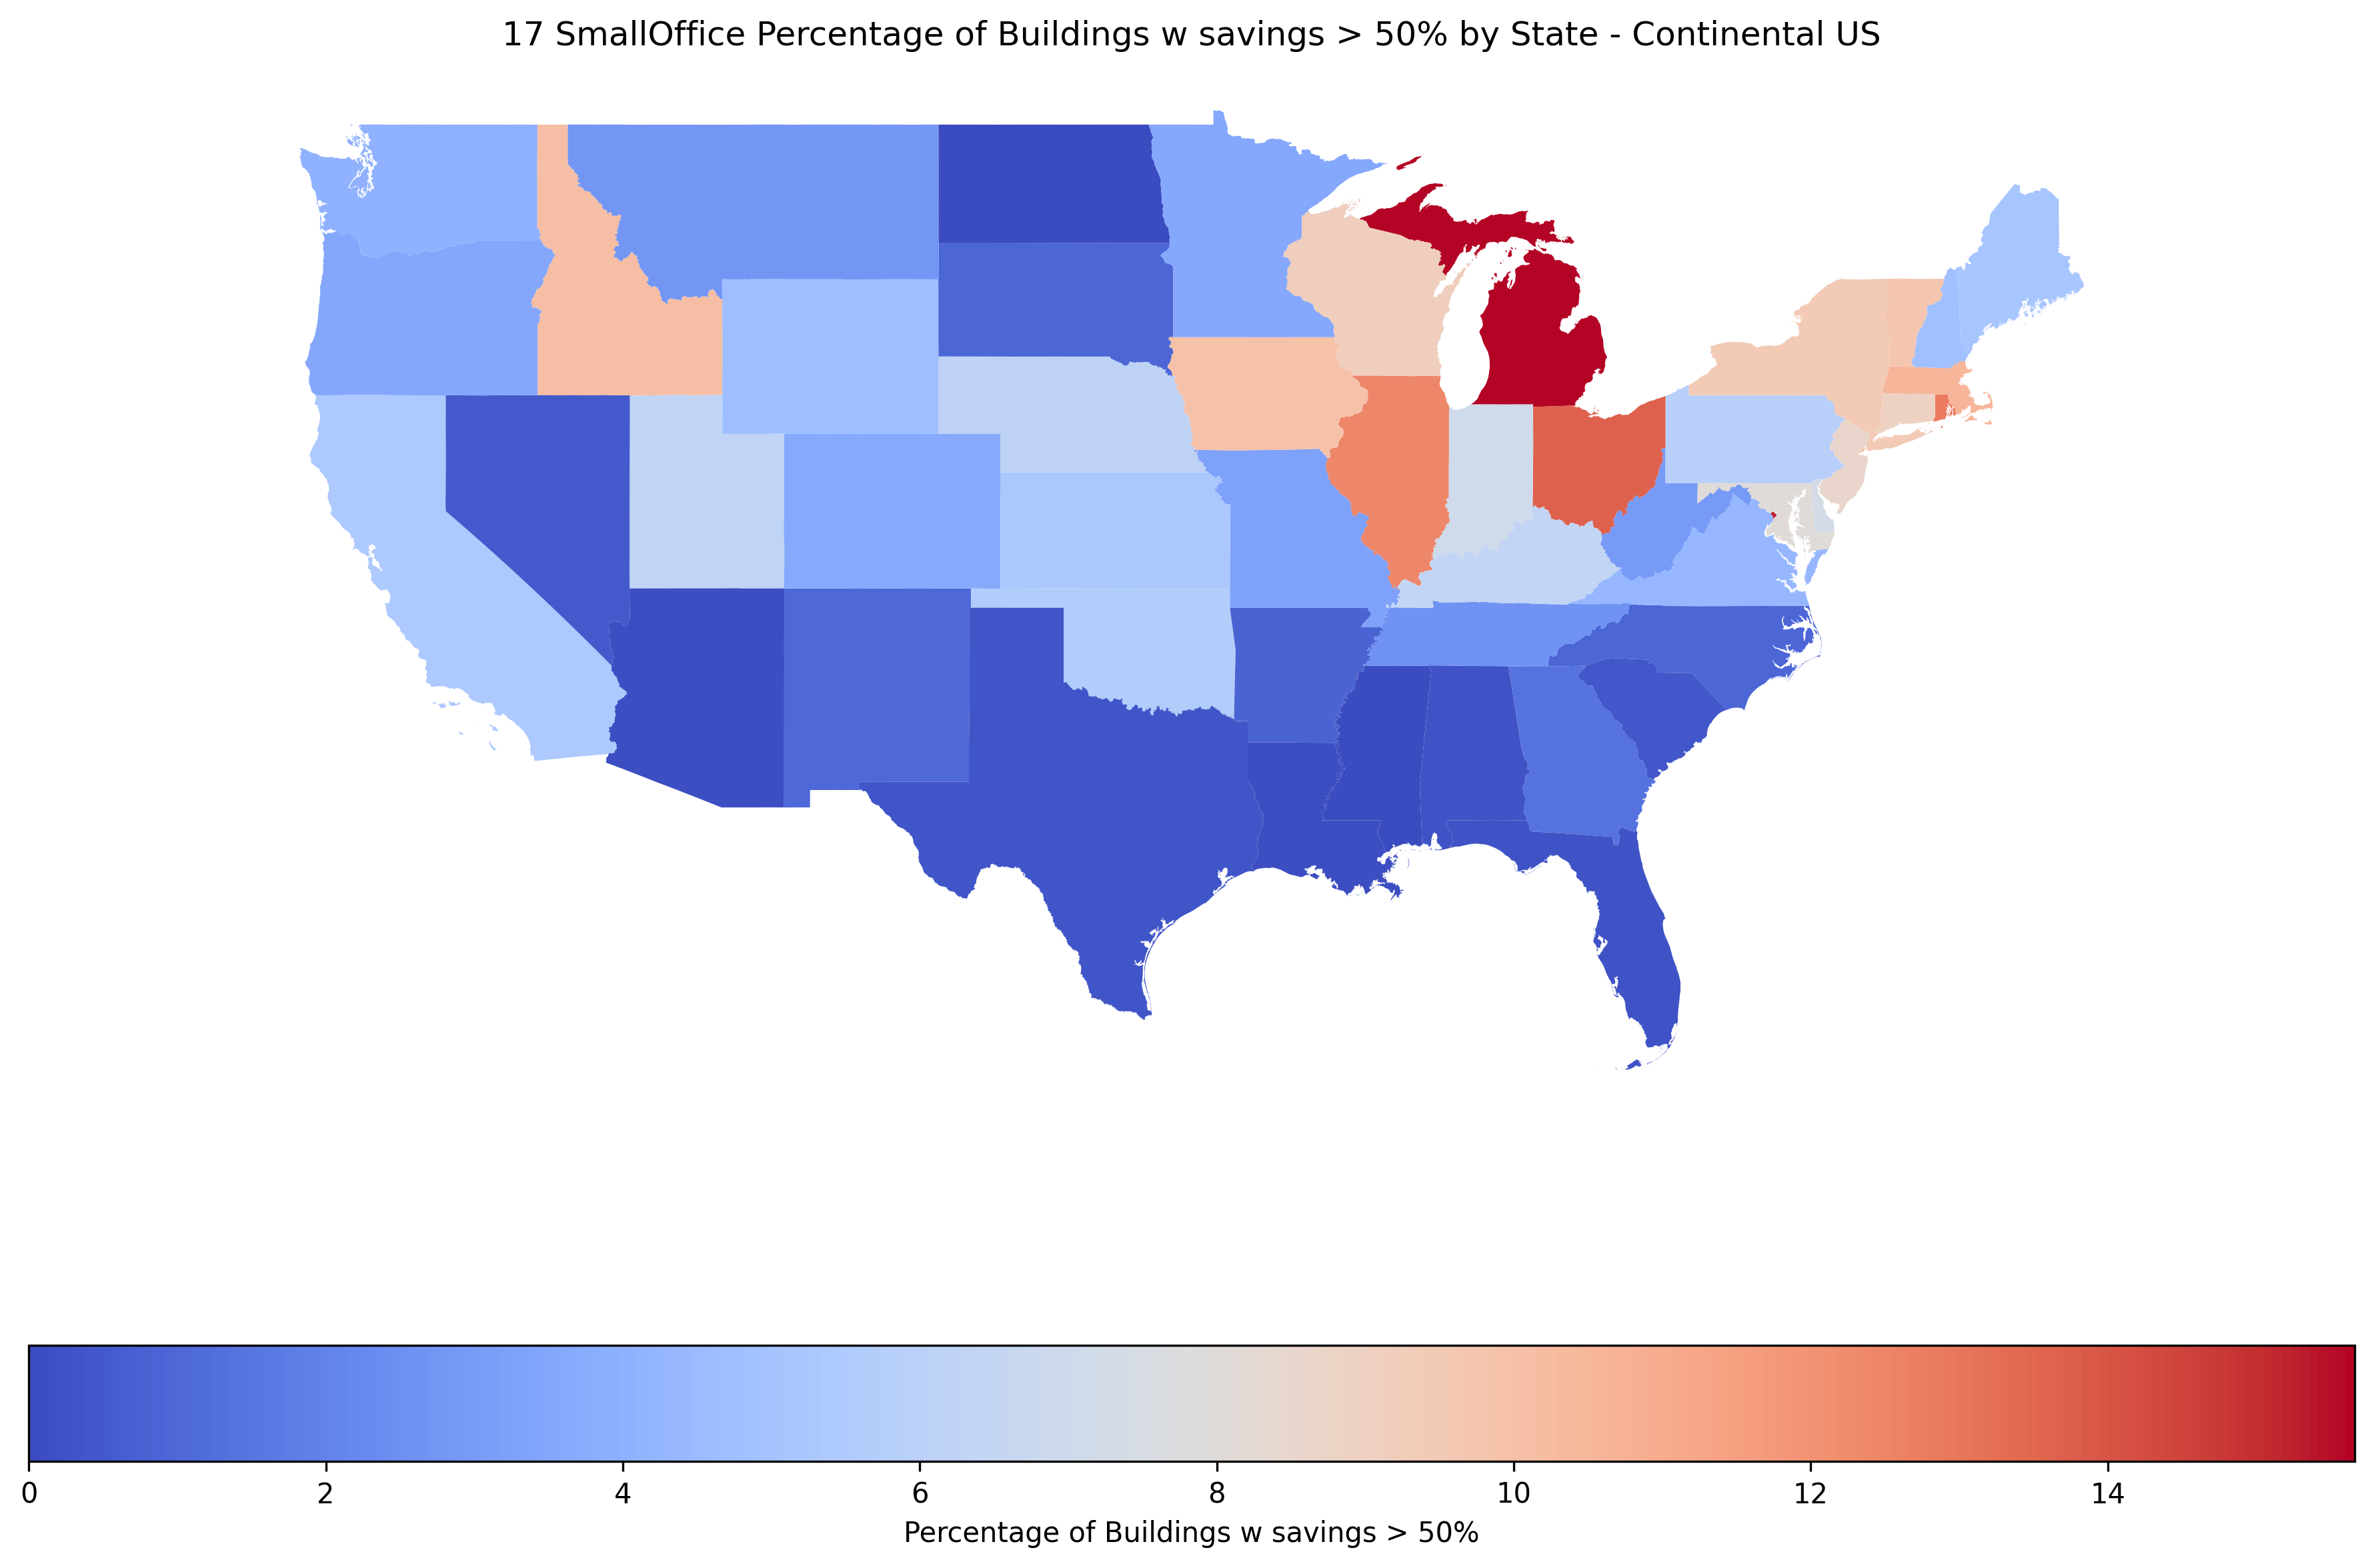 17 SmallOffice Percentage of Buildings w savings > 50% by State - Continental US
0 2 4 6 8 10 12 14
Percentage of Buildings w savings > 50%